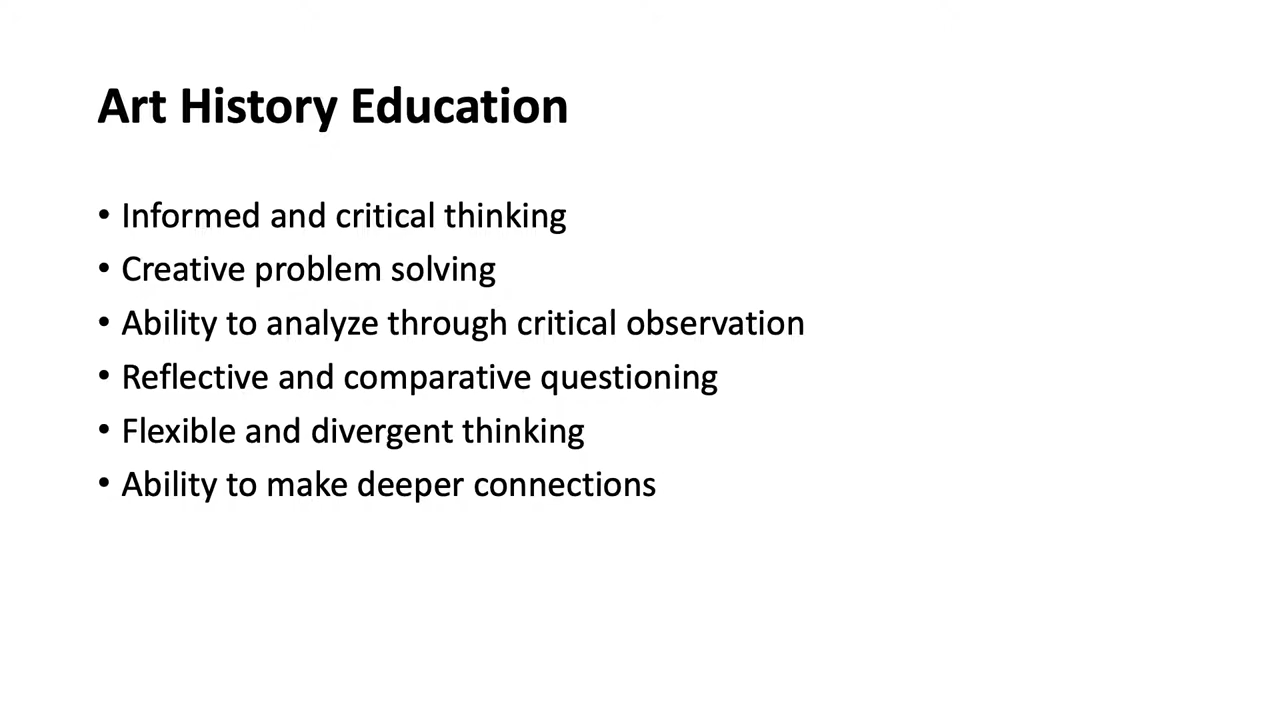 Art History Education
• Informed and critical thinking
• Creative problem solving
• Ability to analyze through critical observation
• Reflective and comparative questioning
• Flexible and divergent thinking
• Ability to make deeper connections